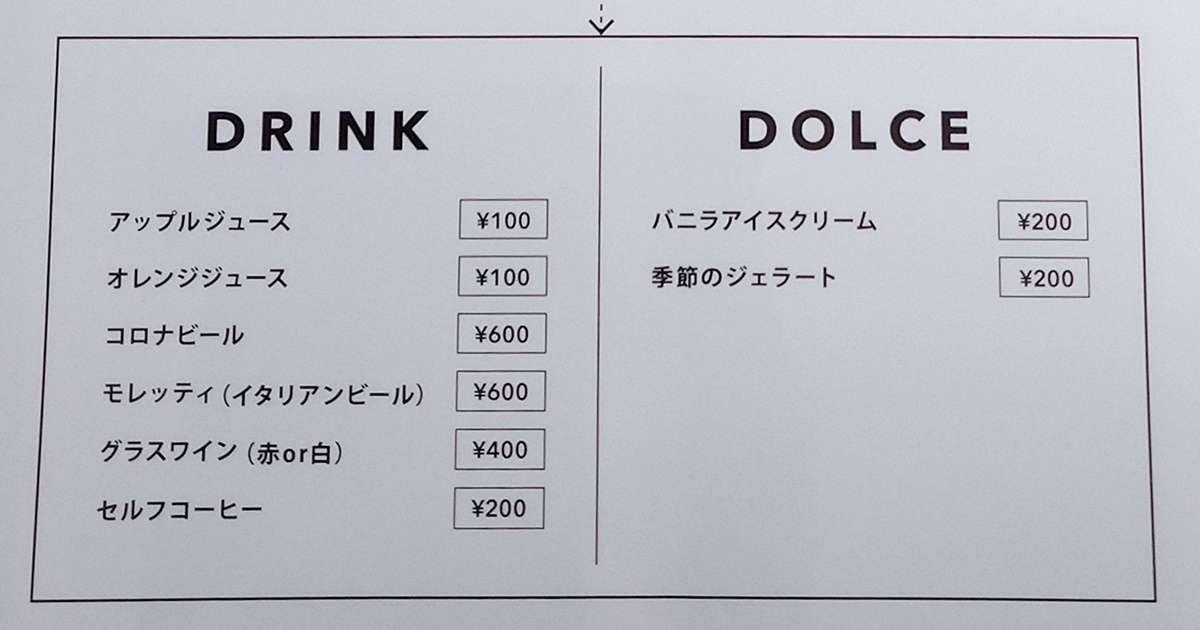 DRINK
アップルジュース ¥100
オレンジジュース ¥100
コロナビール ¥600
モレッティ (イタリアンビール) ¥600
グラスワイン (赤or白) ¥400
セルフコーヒー ¥200
DOLCE
バニラアイスクリーム ¥200
季節のジェラート ¥200